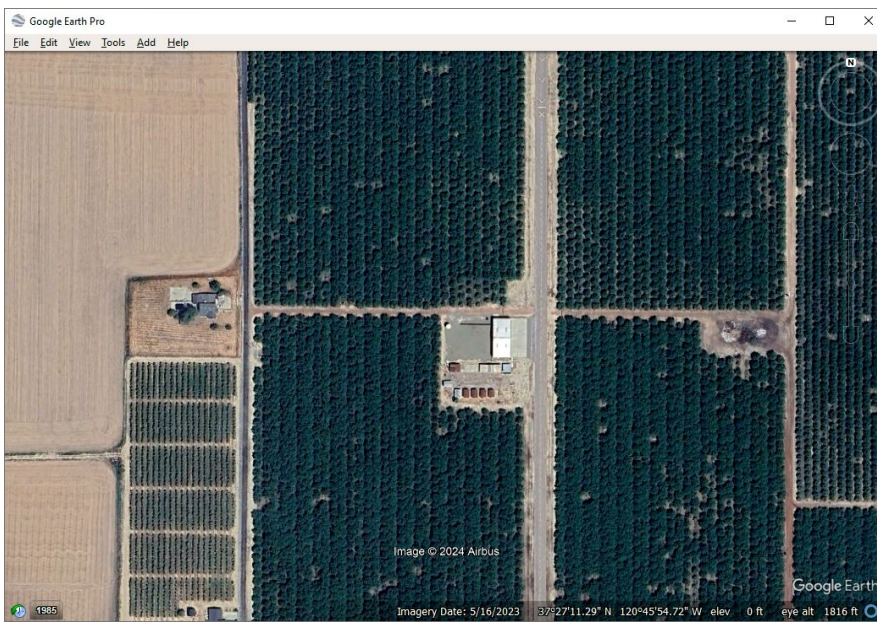 Google Earth Pro
File Edit View Tools Add Help
N
Image © 2024 Airbus
Google Earth
1985 Imagery Date: 5/16/2023 37°27'11.29" N 120°45'54.72" W elev 0 ft eye alt 1816 ft